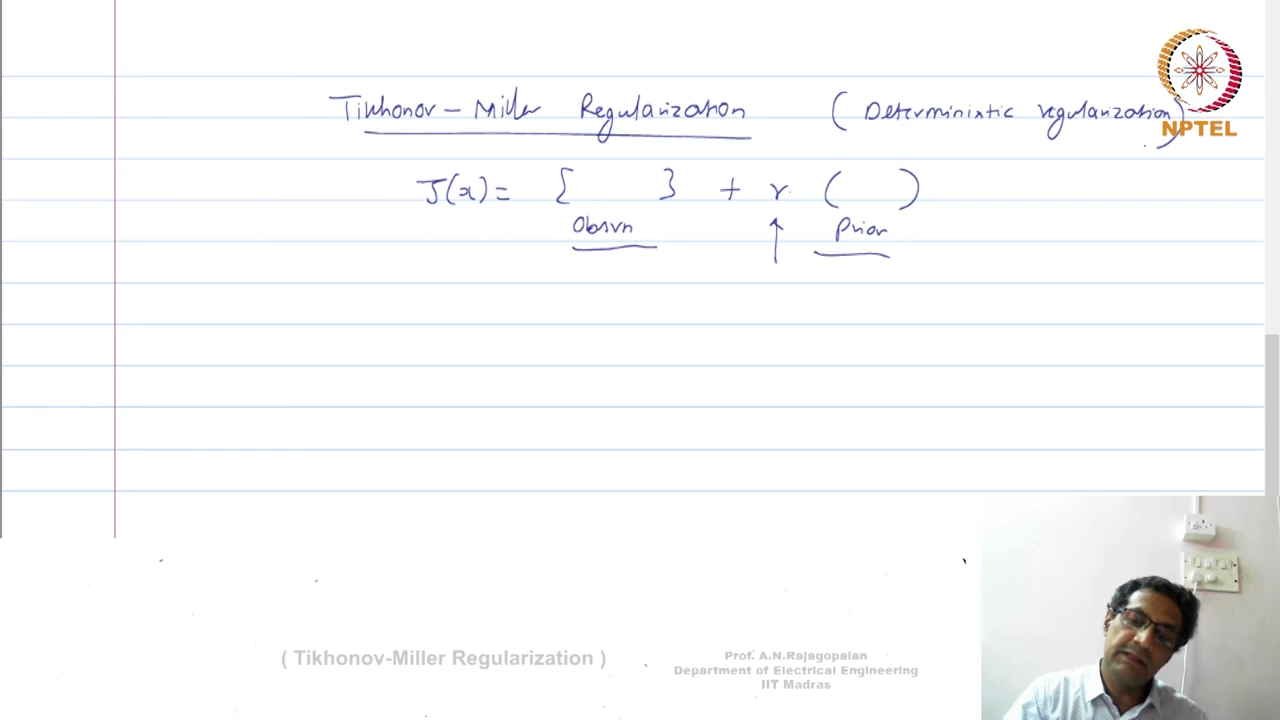 Tikhonov - Miller Regularization ( Deterministic regularization )
NPTEL
J(x) = { } + r ( )
Obsvn Prior
( Tikhonov-Miller Regularization )
Prof. A.N.Rajagopalan
Department of Electrical Engineering
IIT Madras